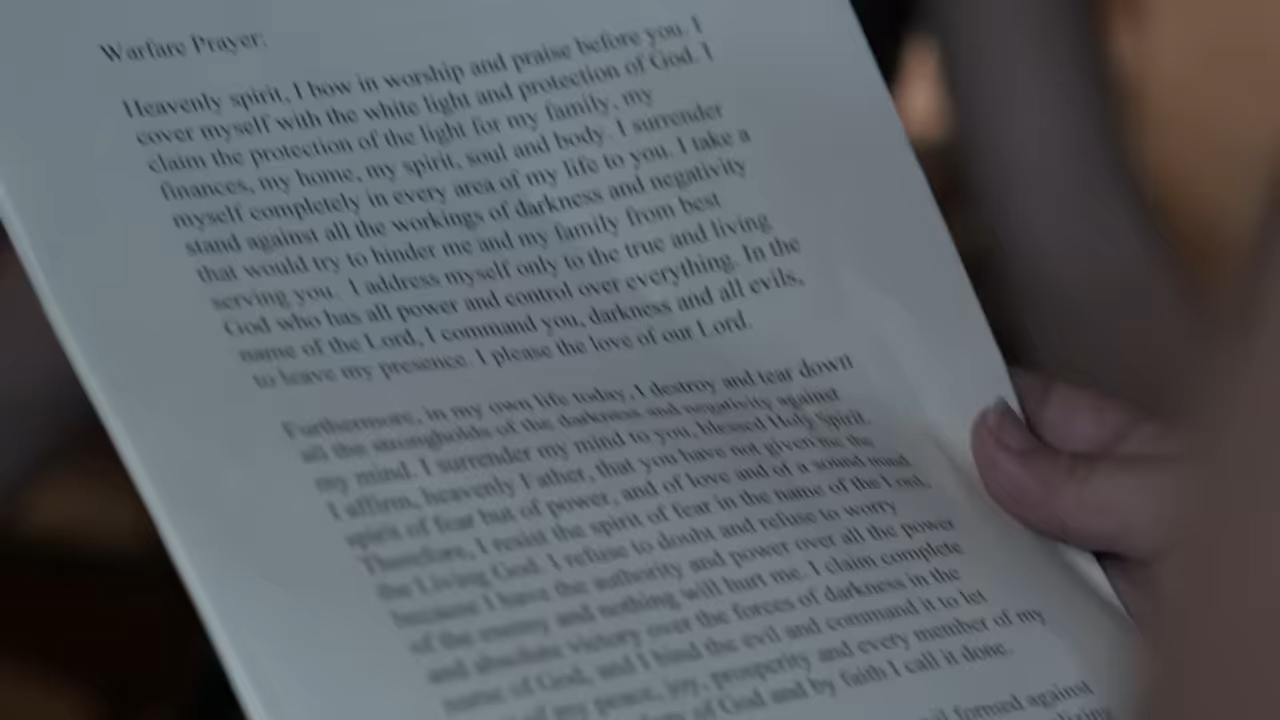 Warfare Prayer:
Heavenly spirit, I bow in worship and praise before you. I
cover myself with the white light and protection of God. I
claim the protection of the light for my family, my
finances, my home, my spirit, soul and body. I surrender
myself completely in every area of my life to you. I take a
stand against all the workings of darkness and negativity
that would try to hinder me and my family from best
serving you. I address myself only to the true and living
God who has all power and control over everything. In the
name of the Lord, I command you, darkness and all evils,
to leave my presence. I please the love of our Lord.
Furthermore, in my own life today, I destroy and tear down
all the strongholds of the darkness and negativity against
my mind. I surrender my mind to you, blessed Holy Spirit.
I affirm, heavenly Father, that you have not given the the
spirit of fear but of power, and of love and of a sound mind.
Therefore, I resist the spirit of fear in the name of the Lord,
the Living God. I refuse to doubt and refuse to worry
because I have the authority and power over all the power
of the enemy and nothing will hurt me. I claim complete
and absolute victory over the forces of darkness in the
name of God, and I bind the evil and command it to let
of my peace, joy, prosperity and every member of my
of God and by faith I call it done.
formed against